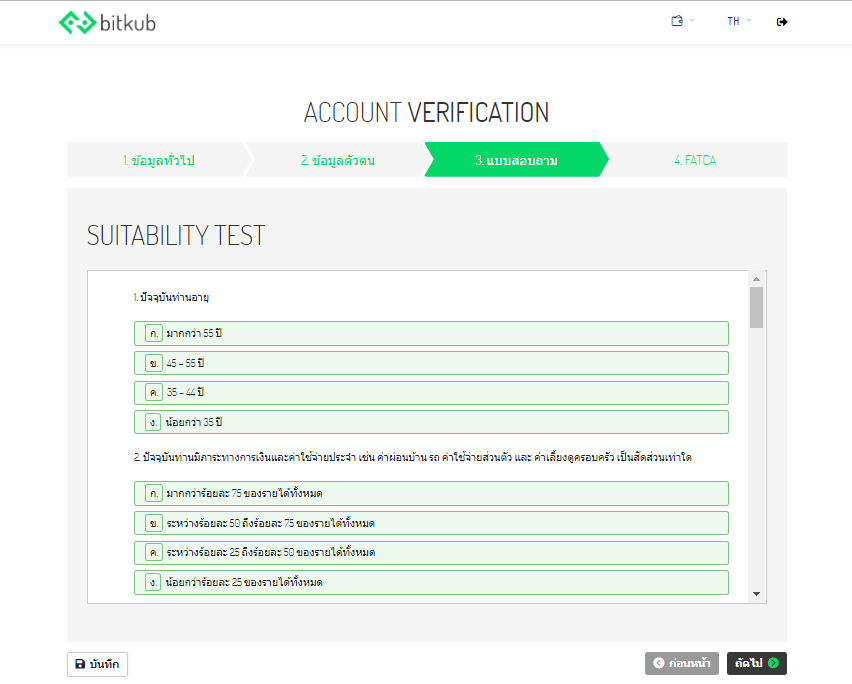 bitkub
TH
ACCOUNT VERIFICATION
1. ข้อมูลทั่วไป
2. ข้อมูลตัวตน
3. แบบสอบถาม
4. FATCA
SUITABILITY TEST
1. ปัจจุบันท่านอายุ
ก. มากกว่า 55 ปี
ข. 45 - 55 ปี
ค. 35 - 44 ปี
ง. น้อยกว่า 35 ปี
2. ปัจจุบันท่านมีภาระทางการเงินและค่าใช้จ่ายประจำ เช่น ค่าผ่อนบ้าน รถ ค่าใช้จ่ายส่วนตัว และ ค่าเลี้ยงดูครอบครัว เป็นสัดส่วนเท่าใด
ก. มากกว่าร้อยละ 75 ของรายได้ทั้งหมด
ข. ระหว่างร้อยละ 50 ถึงร้อยละ 75 ของรายได้ทั้งหมด
ค. ระหว่างร้อยละ 25 ถึงร้อยละ 50 ของรายได้ทั้งหมด
ง. น้อยกว่าร้อยละ 25 ของรายได้ทั้งหมด
บันทึก
ก่อนหน้า
ถัดไป